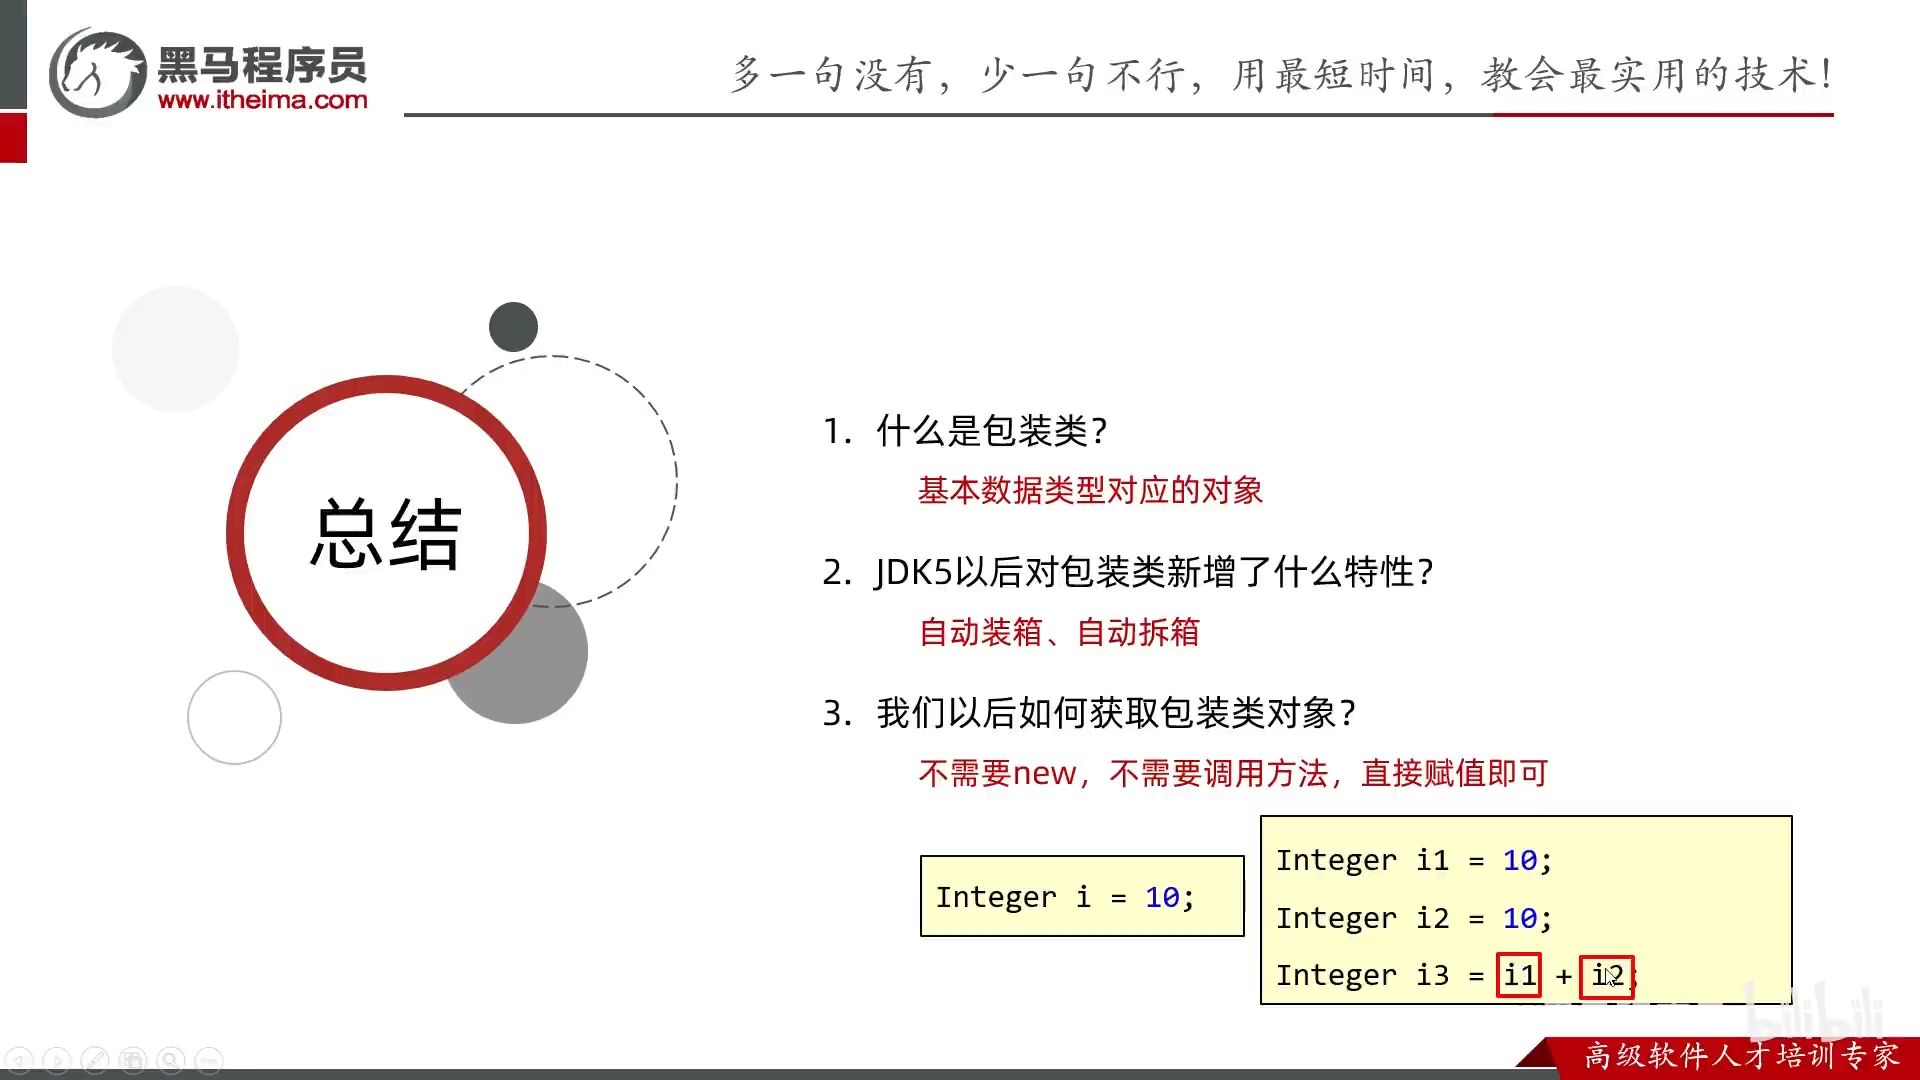 黑马程序员
www.itheima.com
多一句没有，少一句不行，用最短时间，教会最实用的技术！
总结
1. 什么是包装类？
基本数据类型对应的对象
2. JDK5以后对包装类新增了什么特性？
自动装箱、自动拆箱
3. 我们以后如何获取包装类对象？
不需要new，不需要调用方法，直接赋值即可
Integer i = 10;
Integer i1 = 10;
Integer i2 = 10;
Integer i3 = i1 + i2;
bilibili
高级软件人才培训专家